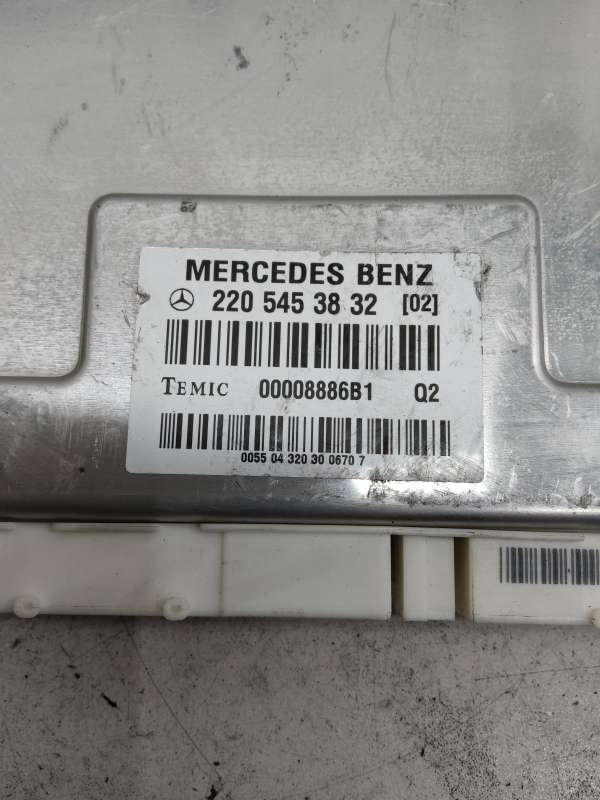 MERCEDES BENZ
220 545 38 32 [02]
TEMIC 00008886B1 Q2
0055 04 320 30 0670 7